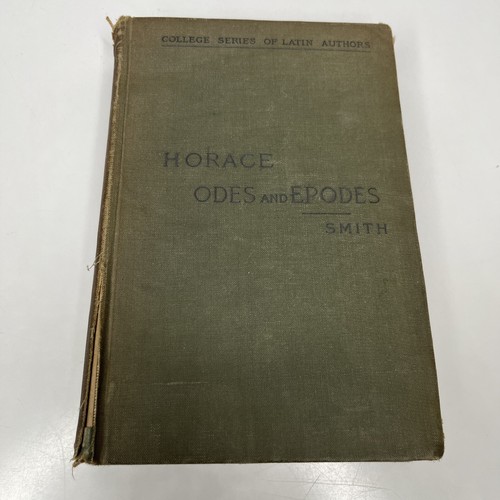 COLLEGE SERIES OF LATIN AUTHORS
HORACE
ODES AND EPODES
SMITH